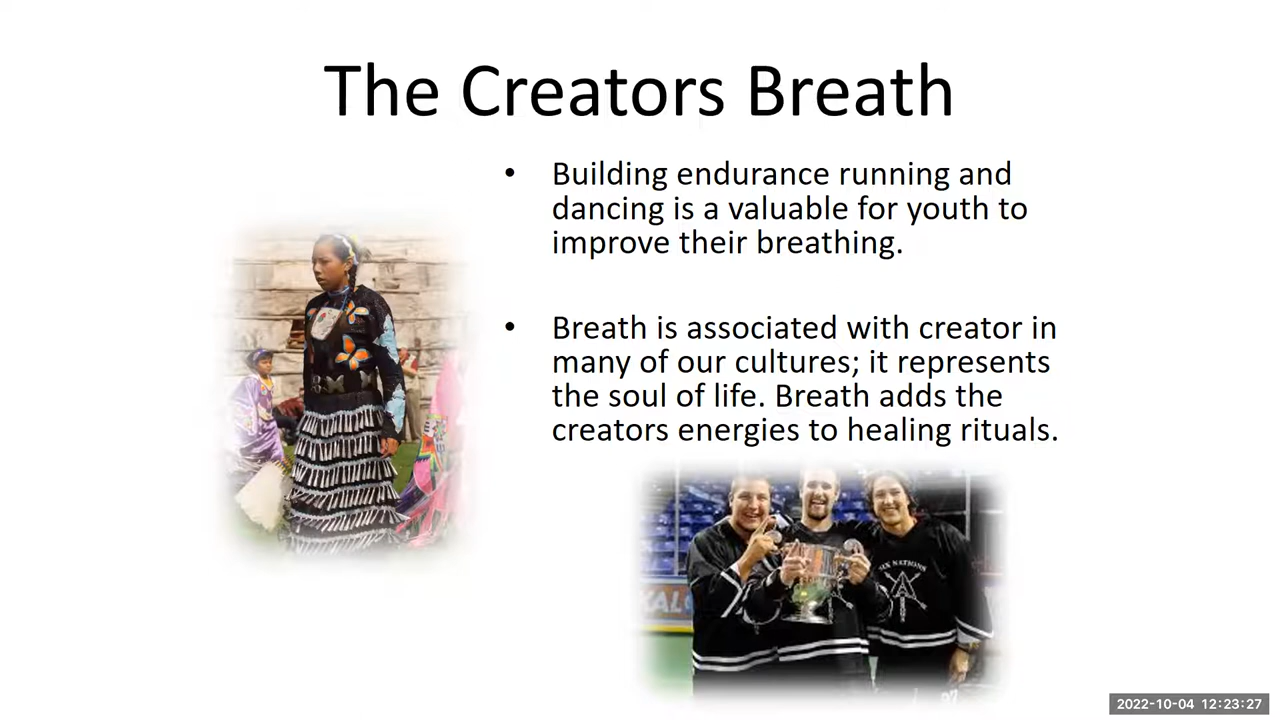 The Creators Breath
• Building endurance running and
dancing is a valuable for youth to
improve their breathing.
• Breath is associated with creator in
many of our cultures; it represents
the soul of life. Breath adds the
creators energies to healing rituals.
SIX NATIONS
2022-10-04 12:23:27